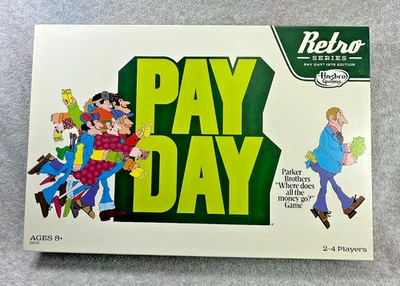 Retro
SERIES
PAY DAY 1975 EDITION
Hasbro
Gaming
PAY
DAY
Parker
Brothers
"Where does
all the
money go?"
Game
AGES 8+
2-4 Players